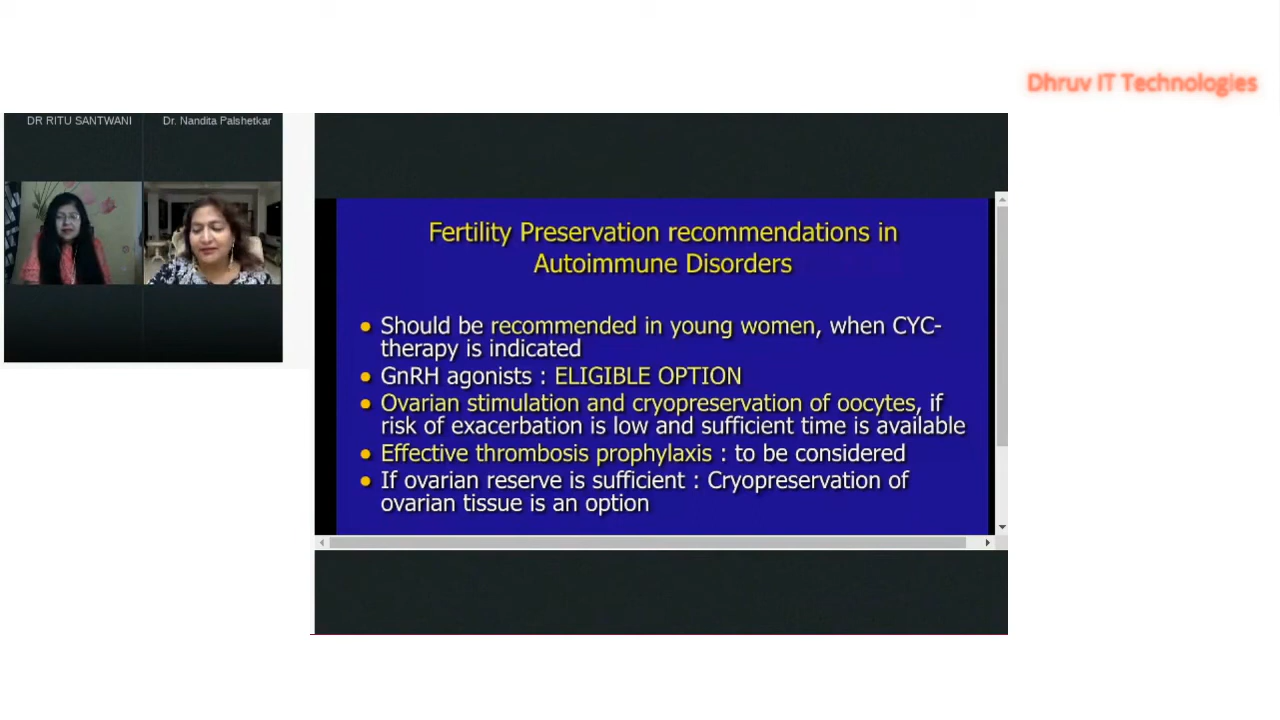 Dhruv IT Technologies
DR RITU SANTWANI
Dr. Nandita Palshetkar
Fertility Preservation recommendations in
Autoimmune Disorders
• Should be recommended in young women, when CYC-
therapy is indicated
• GnRH agonists : ELIGIBLE OPTION
• Ovarian stimulation and cryopreservation of oocytes, if
risk of exacerbation is low and sufficient time is available
• Effective thrombosis prophylaxis : to be considered
• If ovarian reserve is sufficient : Cryopreservation of
ovarian tissue is an option